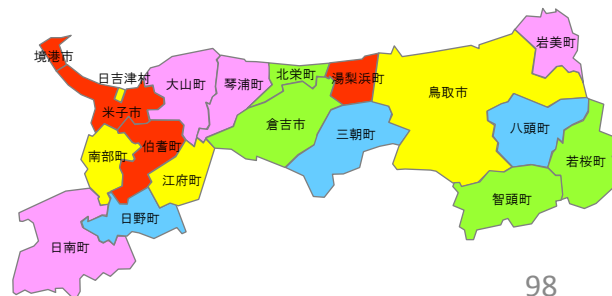 境港市
日吉津村
米子市
大山町
琴浦町
北栄町
湯梨浜町
岩美町
鳥取市
倉吉市
三朝町
八頭町
若桜町
智頭町
南部町
伯耆町
江府町
日野町
日南町
98